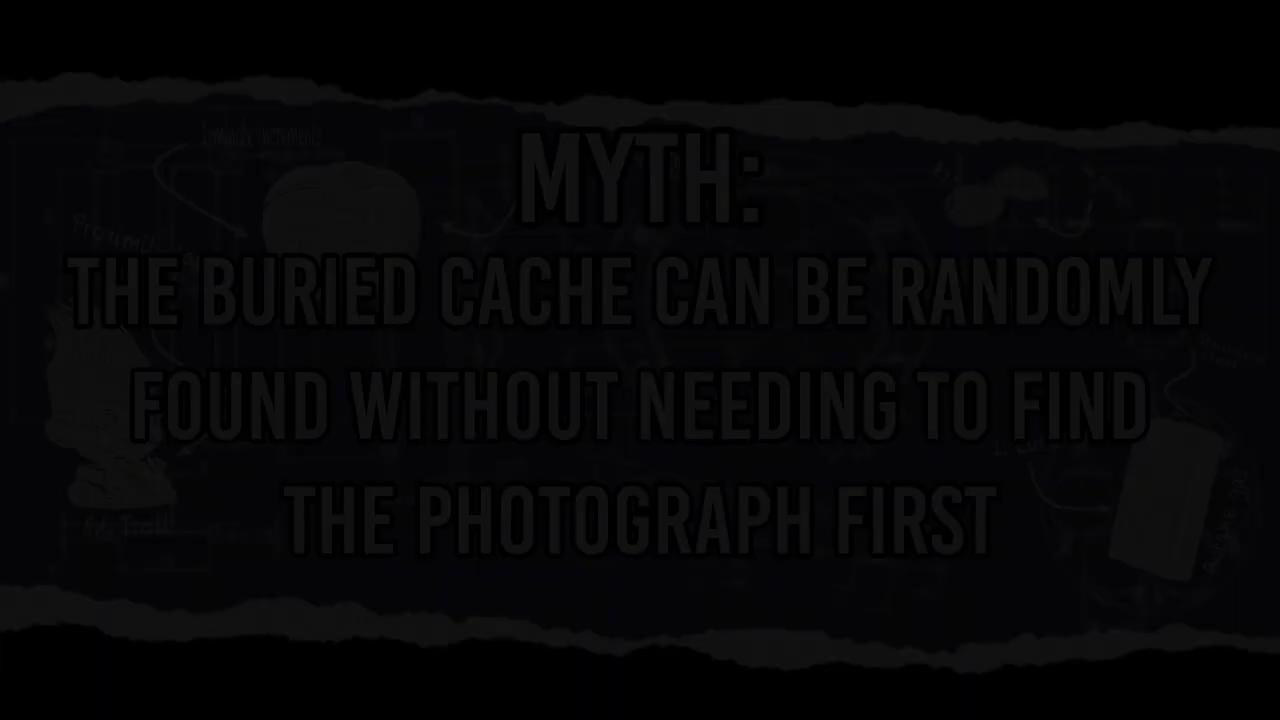 MYTH:
THE BURIED CACHE CAN BE RANDOMLY
FOUND WITHOUT NEEDING TO FIND
THE PHOTOGRAPH FIRST